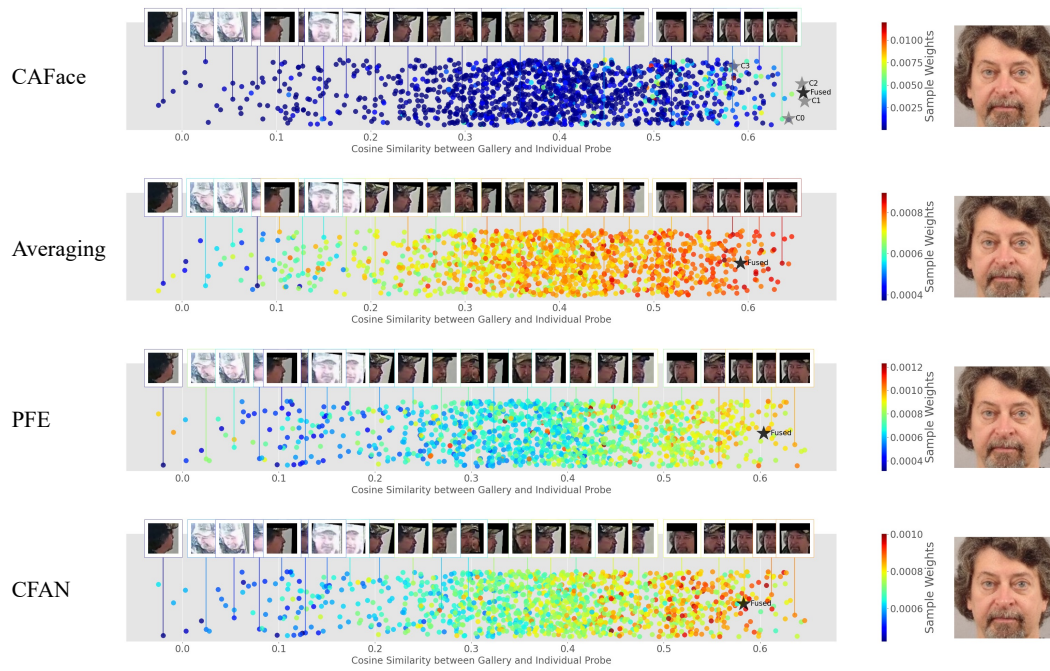 CAFace
C3
C2
Fused
C1
C0
0.0 0.1 0.2 0.3 0.4 0.5 0.6
Cosine Similarity between Gallery and Individual Probe
0.0100
0.0075
0.0050
0.0025
Sample Weights
Averaging
Fused
0.0 0.1 0.2 0.3 0.4 0.5 0.6
Cosine Similarity between Gallery and Individual Probe
0.0008
0.0006
0.0004
Sample Weights
PFE
Fused
0.0 0.1 0.2 0.3 0.4 0.5 0.6
Cosine Similarity between Gallery and Individual Probe
0.0012
0.0010
0.0008
0.0006
0.0004
Sample Weights
CFAN
Fused
0.0 0.1 0.2 0.3 0.4 0.5 0.6
Cosine Similarity between Gallery and Individual Probe
0.0010
0.0008
0.0006
Sample Weights